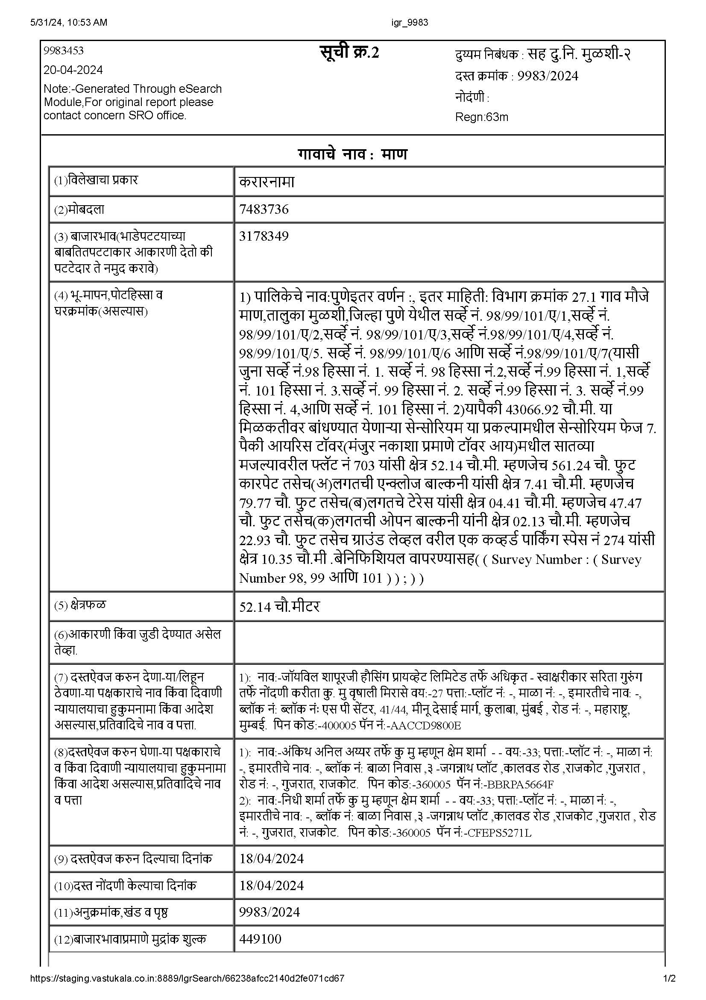 5/31/24, 10:53 AM
igr_9983
9983453
20-04-2024
Note:-Generated Through eSearch
Module,For original report please
contact concern SRO office.
सूची क्र.2
दुय्यम निबंधक : सह दु.नि. मुळशी-२
दस्त क्रमांक : 9983/2024
नोदंणी :
Regn:63m
गावाचे नाव : माण
(1)विलेखाचा प्रकार
करारनामा
(2)मोबदला
7483736
(3) बाजारभाव(भाडेपटटयाच्या
बाबतितपटटाकार आकारणी देतो की
पटटेदार ते नमुद करावे)
3178349
(4) भू-मापन,पोटहिस्सा व
घरक्रमांक(असल्यास)
1) पालिकेचे नाव:पुणेइतर वर्णन :, इतर माहिती: विभाग क्रमांक 27.1 गाव मौजे
माण,तालुका मुळशी,जिल्हा पुणे येथील सर्व्हे नं. 98/99/101/ए/1,सर्व्हे नं.
98/99/101/ए/2,सर्व्हे नं. 98/99/101/ए/3,सर्व्हे नं.98/99/101/ए/4,सर्व्हे नं.
98/99/101/ए/5. सर्व्हे नं. 98/99/101/ए/6 आणि सर्व्हे नं.98/99/101/ए/7(यासी
जुना सर्व्हे नं.98 हिस्सा नं. 1. सर्व्हे नं. 98 हिस्सा नं.2,सर्व्हे नं.99 हिस्सा नं. 1,सर्व्हे
नं. 101 हिस्सा नं. 3.सर्व्हे नं. 99 हिस्सा नं. 2. सर्व्हे नं.99 हिस्सा नं. 3. सर्व्हे नं.99
हिस्सा नं. 4,आणि सर्व्हे नं. 101 हिस्सा नं. 2)यापैकी 43066.92 चौ.मी. या
मिळकतीवर बांधण्यात येणाऱ्या सेन्सोरियम या प्रकल्पामधील सेन्सोरियम फेज 7.
पैकी आयरिस टॉवर(मंजुर नकाशा प्रमाणे टॉवर आय)मधील सातव्या
मजल्यावरील फ्लॅट नं 703 यांसी क्षेत्र 52.14 चौ.मी. म्हणजेच 561.24 चौ. फुट
कारपेट तसेच(अ)लगतची एन्क्लोज बाल्कनी यांसी क्षेत्र 7.41 चौ.मी. म्हणजेच
79.77 चौ. फुट तसेच(ब)लगतचे टेरेस यांसी क्षेत्र 04.41 चौ.मी. म्हणजेच 47.47
चौ. फुट तसेच(क)लगतची ओपन बाल्कनी यांनी क्षेत्र 02.13 चौ.मी. म्हणजेच
22.93 चौ. फुट तसेच ग्राउंड लेव्हल वरील एक कव्हर्ड पार्किंग स्पेस नं 274 यांसी
क्षेत्र 10.35 चौ.मी .बेनिफिशियल वापरण्यासह( ( Survey Number : ( Survey
Number 98, 99 आणि 101 ) ) ; ) )
(5) क्षेत्रफळ
52.14 चौ.मीटर
(6)आकारणी किंवा जुडी देण्यात असेल
तेव्हा.
(7) दस्तऐवज करुन देणा-या/लिहून
ठेवणा-या पक्षकाराचे नाव किंवा दिवाणी
न्यायालयाचा हुकुमनामा किंवा आदेश
असल्यास,प्रतिवादिचे नाव व पत्ता.
1): नाव:-जॉयविल शापूरजी हौसिंग प्रायव्हेट लिमिटेड तर्फे अधिकृत - स्वाक्षरीकार सरिता गुरुंग
तर्फे नोंदणी करीता कु. मु वृषाली मिरासे वय:-27 पत्ता:-प्लॉट नं: -, माळा नं: -, इमारतीचे नाव: -,
ब्लॉक नं: ब्लॉक नंः एस पी सेंटर, 41/44, मीनू देसाई मार्ग, कुलाबा, मुंबई , रोड नं: -, महाराष्ट्र,
मुम्बई. पिन कोड:-400005 पॅन नं:-AACCD9800E
(8)दस्तऐवज करुन घेणा-या पक्षकाराचे
व किंवा दिवाणी न्यायालयाचा हुकुमनामा
किंवा आदेश असल्यास,प्रतिवादिचे नाव
व पत्ता
1): नाव:-अंकिथ अनिल अय्यर तर्फे कु मु म्हणून क्षेम शर्मा - - वय:-33; पत्ता:-प्लॉट नं: -, माळा नं:
-, इमारतीचे नाव: -, ब्लॉक नं: बाळा निवास ,३ -जगन्नाथ प्लॉट ,कालवड रोड ,राजकोट ,गुजरात ,
रोड नं: -, गुजरात, राजकोट. पिन कोड:-360005 पॅन नं:-BBRPA5664F
2): नाव:-निधी शर्मा तर्फे कु मु म्हणून क्षेम शर्मा - - वय:-33; पत्ता:-प्लॉट नं: -, माळा नं: -,
इमारतीचे नाव: -, ब्लॉक नं: बाळा निवास ,३ -जगन्नाथ प्लॉट ,कालवड रोड ,राजकोट ,गुजरात , रोड
नं: -, गुजरात, राजकोट. पिन कोड:-360005 पॅन नं:-CFEPS5271L
(9) दस्तऐवज करुन दिल्याचा दिनांक
18/04/2024
(10)दस्त नोंदणी केल्याचा दिनांक
18/04/2024
(11)अनुक्रमांक,खंड व पृष्ठ
9983/2024
(12)बाजारभावाप्रमाणे मुद्रांक शुल्क
449100
https://staging.vastukala.co.in:8889/IgrSearch/66238afcc2140d2fe071cd67
1/2